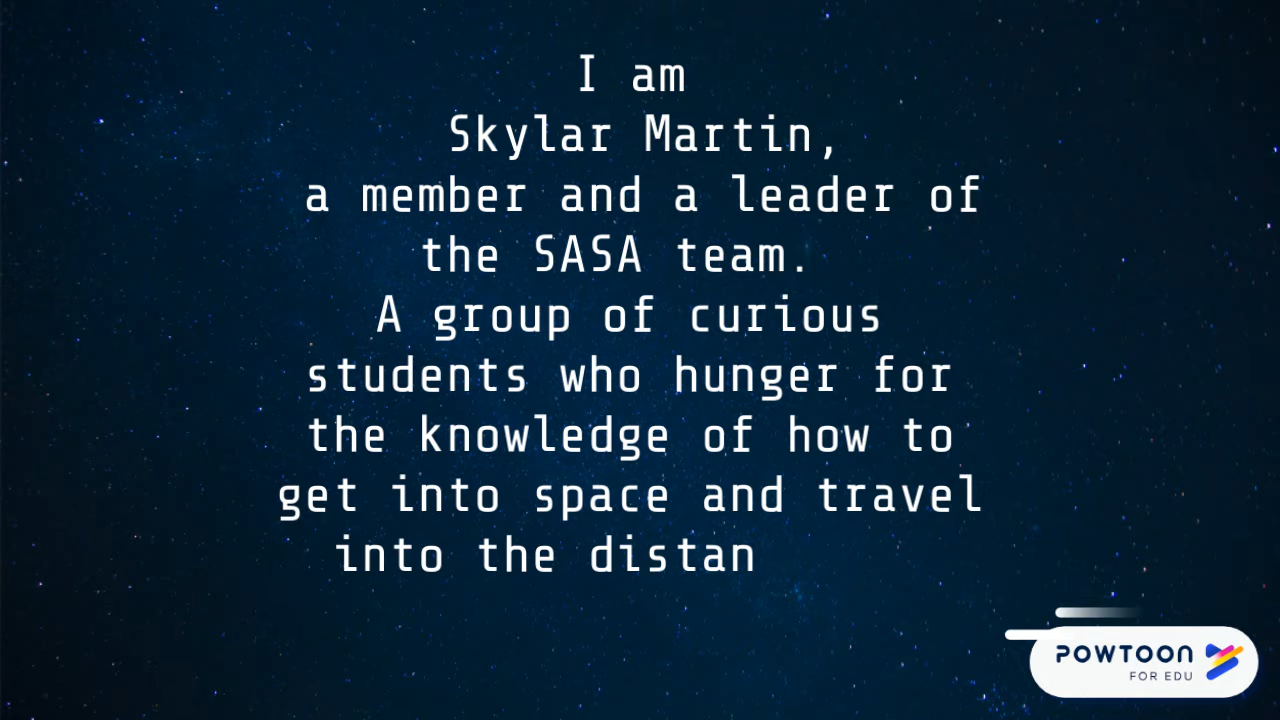 I am
Skylar Martin,
a member and a leader of
the SASA team.
A group of curious
students who hunger for
the knowledge of how to
get into space and travel
into the distan
POWTOON
FOR EDU